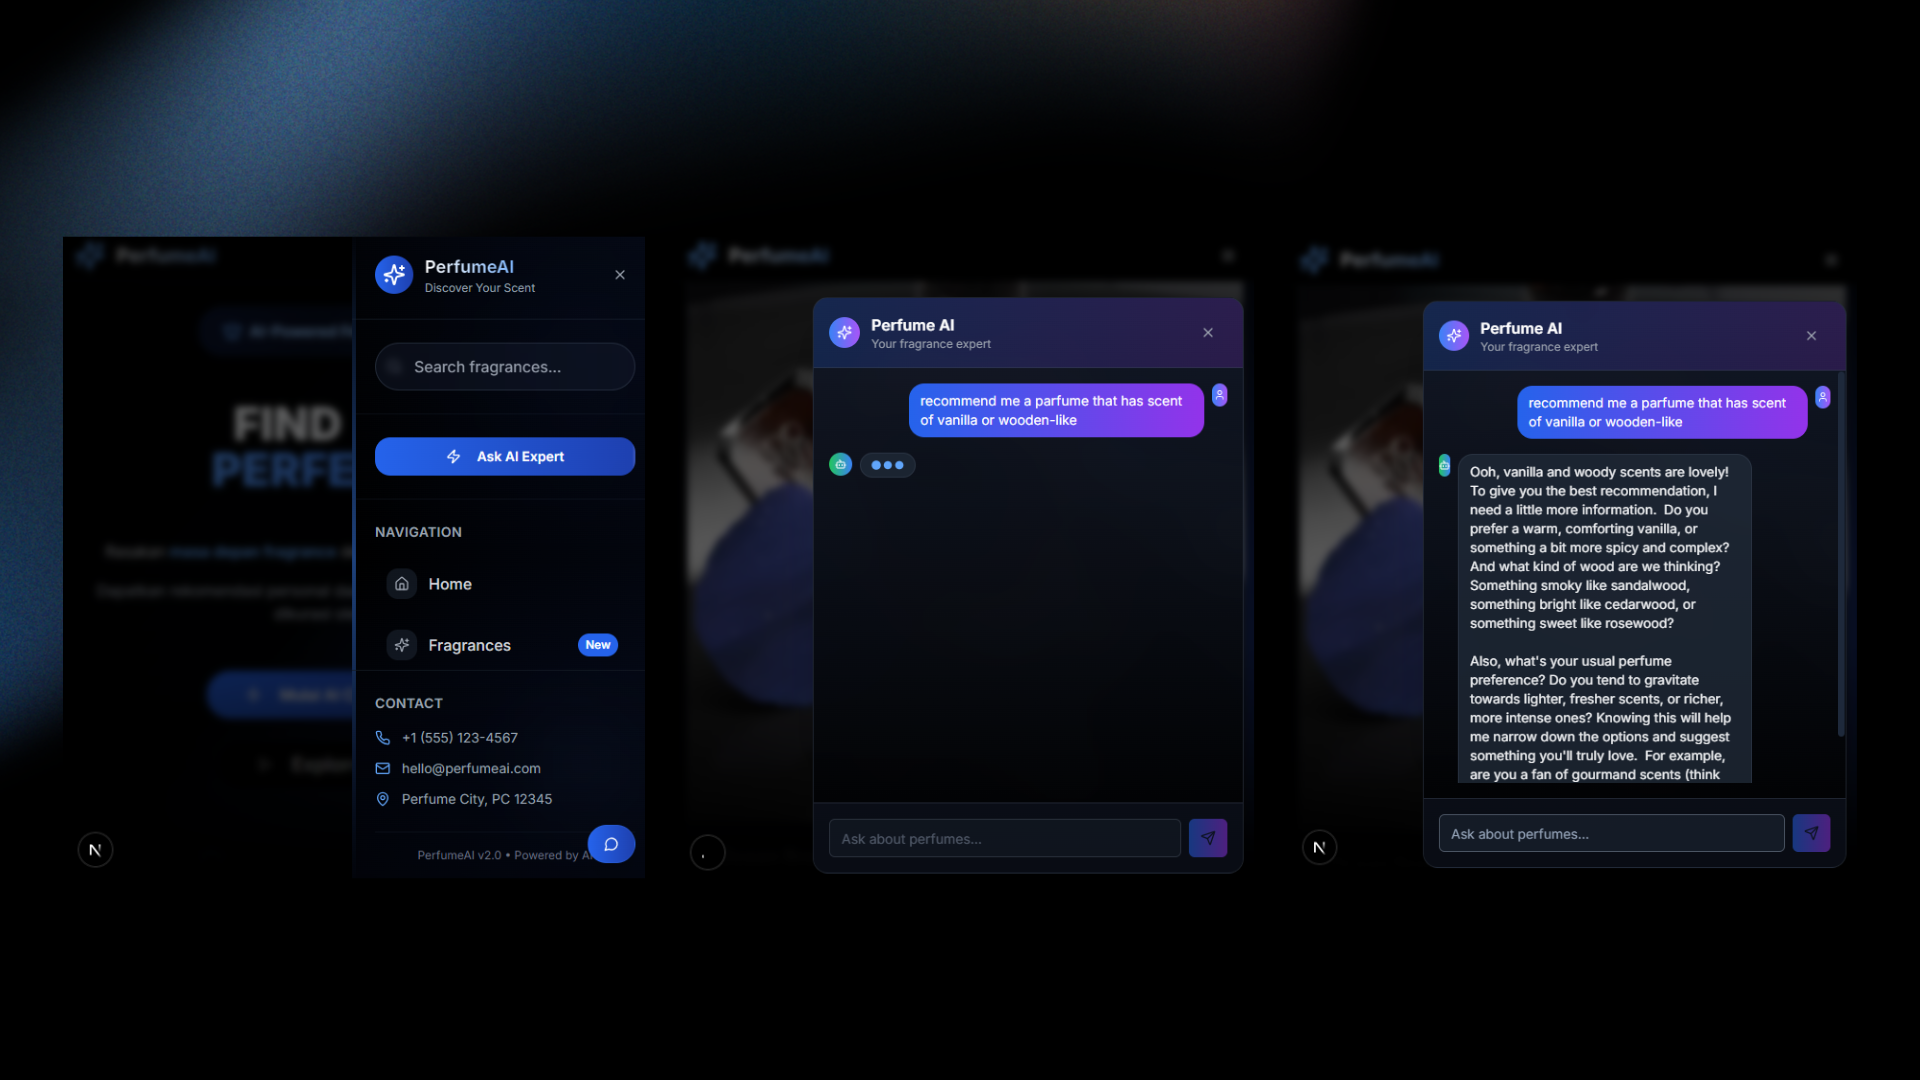 PerfumeAI
FIND
PERFE
PerfumeAI
Discover Your Scent
Search fragrances...
Ask AI Expert
NAVIGATION
Home
Fragrances
New
CONTACT
+1 (555) 123-4567
hello@perfumeai.com
Perfume City, PC 12345
PerfumeAI v2.0 • Powered by
N
PerfumeAI
Perfume AI
Your fragrance expert
recommend me a parfume that has scent
of vanilla or wooden-like
Ask about perfumes...
PerfumeAI
Perfume AI
Your fragrance expert
recommend me a parfume that has scent
of vanilla or wooden-like
Ooh, vanilla and woody scents are lovely!
To give you the best recommendation, I
need a little more information.  Do you
prefer a warm, comforting vanilla, or
something a bit more spicy and complex?
And what kind of wood are we thinking?
Something smoky like sandalwood,
something bright like cedarwood, or
something sweet like rosewood?
Also, what's your usual perfume
preference? Do you tend to gravitate
towards lighter, fresher scents, or richer,
more intense ones? Knowing this will help
me narrow down the options and suggest
something you'll truly love.  For example,
are you a fan of gourmand scents (think
Ask about perfumes...
N